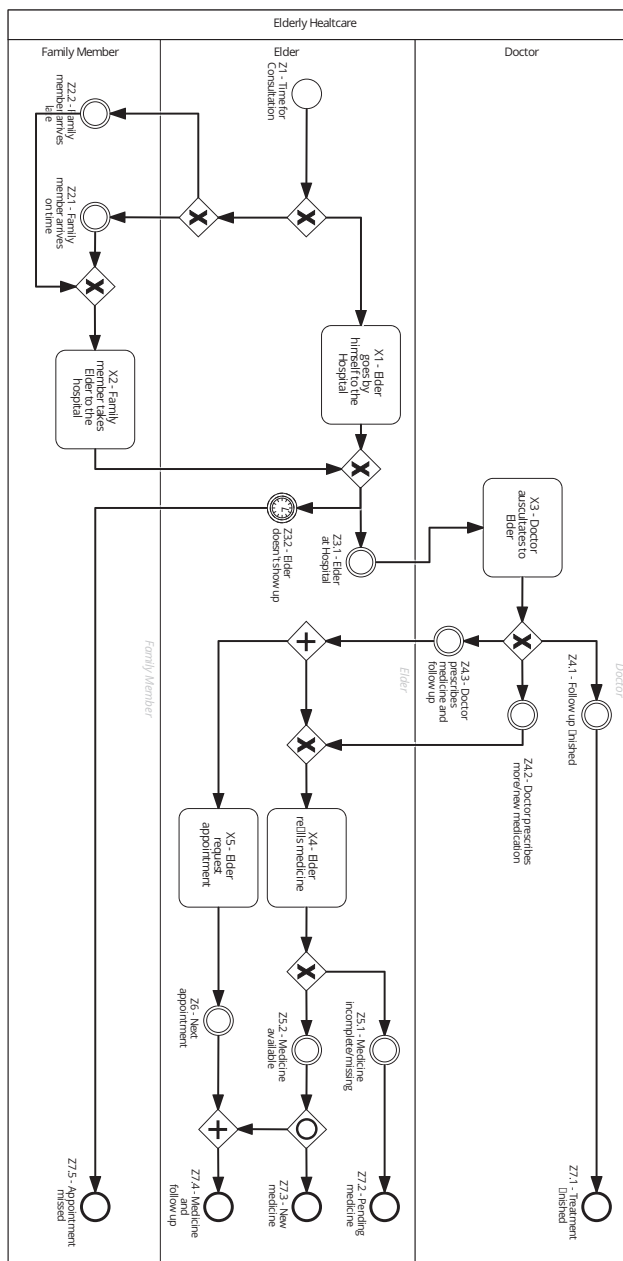 Elderly Healtcare
Family Member
Elder
Doctor
Z1 - Time for
Consultation
Z2.2 - Family
member arrives
late
Z2.1 - Family
member arrives
on time
X1 - Elder
goes by
himself to the
Hospital
X2 - Family
member takes
Elder to the
hospital
Z3.2 - Elder
doesn't show up
Z3.1 - Elder
at Hospital
X3 - Doctor
auscultates to
Elder
Family Member
Elder
Doctor
Z4.3 - Doctor
prescribes
medicine and
follow up
Z4.1 - Follow up finished
Z4.2 - Doctor prescribes
more/new medication
X5 - Elder
request
appointment
X4 - Elder
refills medicine
Z6 - Next
appointment
Z5.2 - Medicine
available
Z5.1 - Medicine
incomplete/missing
Z7.5 - Appointment
missed
Z7.4 - Medicine
and
follow up
Z7.3 - New
medicine
Z7.2 - Pending
medicine
Z7.1 - Treatment
finished